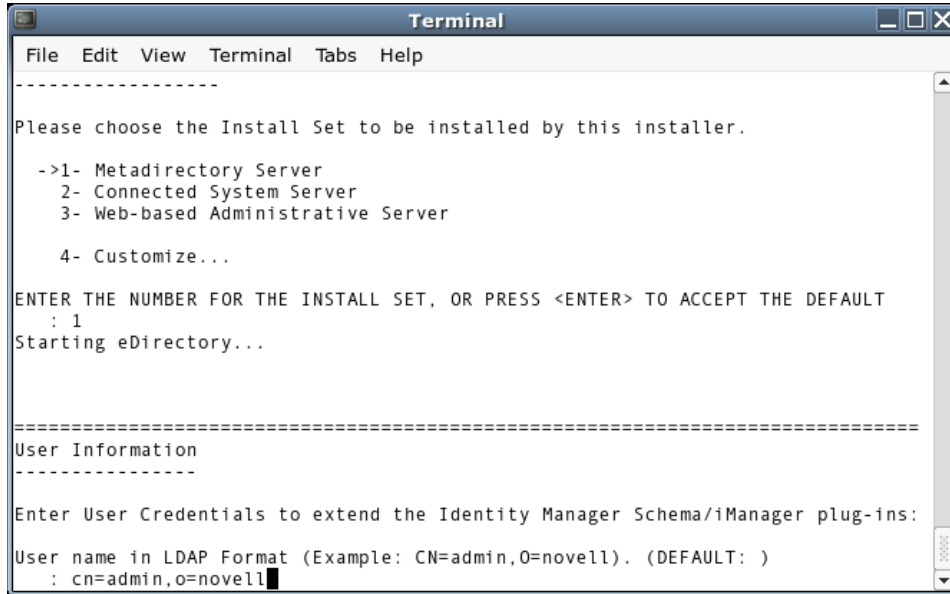 Terminal
File Edit View Terminal Tabs Help
------------------
Please choose the Install Set to be installed by this installer.
->1- Metadirectory Server
2- Connected System Server
3- Web-based Administrative Server
4- Customize...
ENTER THE NUMBER FOR THE INSTALL SET, OR PRESS <ENTER> TO ACCEPT THE DEFAULT
: 1
Starting eDirectory...
===============================================================================
User Information
----------------
Enter User Credentials to extend the Identity Manager Schema/iManager plug-ins:
User name in LDAP Format (Example: CN=admin,O=novell). (DEFAULT: )
: cn=admin,o=novell